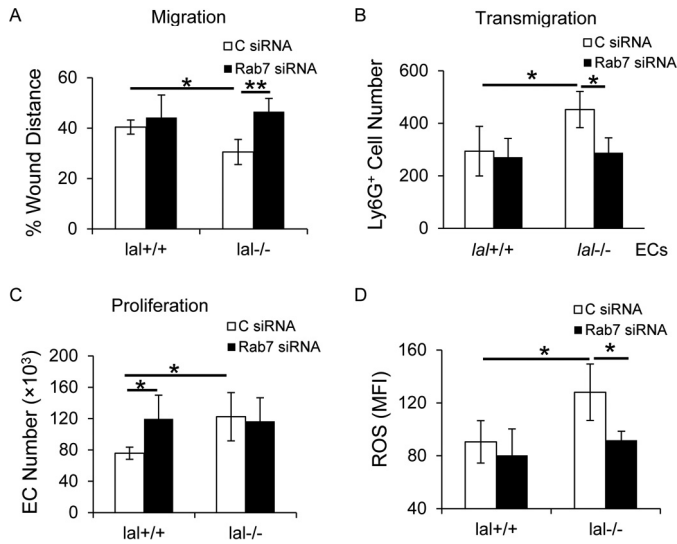 A
Migration
C siRNA
Rab7 siRNA
* **
% Wound Distance
60
40
20
0
lal+/+ lal-/-
B
Transmigration
C siRNA
Rab7 siRNA
* *
Ly6G+ Cell Number
600
400
200
0
lal+/+ lal-/- ECs
C
Proliferation
C siRNA
Rab7 siRNA
* *
EC Number (×10³)
160
120
80
40
0
lal+/+ lal-/-
D
C siRNA
Rab7 siRNA
* *
ROS (MFI)
160
120
80
40
lal+/+ lal-/-